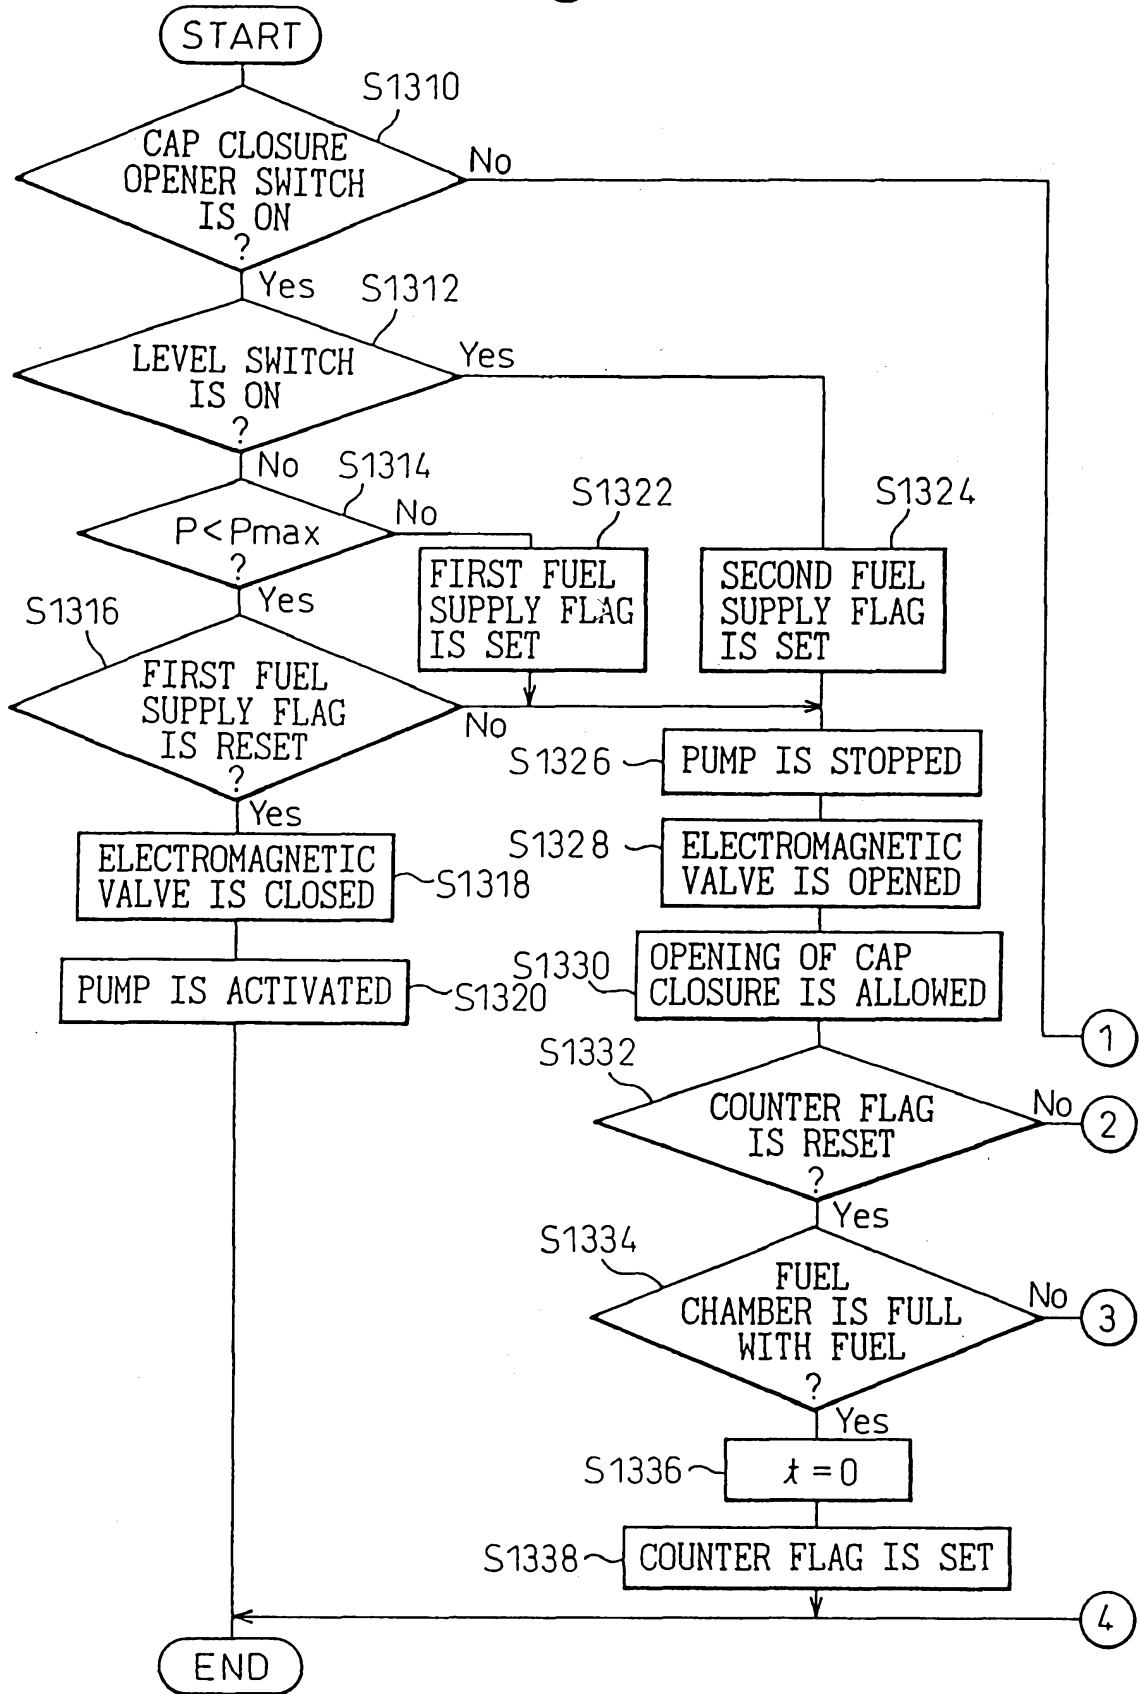 START
S1310
CAP CLOSURE
OPENER SWITCH
IS ON
?
No
Yes
S1312
LEVEL SWITCH
IS ON
?
Yes
No
S1314
P<Pmax
?
No
Yes
S1322
FIRST FUEL
SUPPLY FLAG
IS SET
S1324
SECOND FUEL
SUPPLY FLAG
IS SET
S1316
FIRST FUEL
SUPPLY FLAG
IS RESET
?
No
Yes
S1326
PUMP IS STOPPED
ELECTROMAGNETIC
VALVE IS CLOSED
S1318
S1328
ELECTROMAGNETIC
VALVE IS OPENED
PUMP IS ACTIVATED
S1320
S1330
OPENING OF CAP
CLOSURE IS ALLOWED
1
S1332
COUNTER FLAG
IS RESET
?
No
2
Yes
S1334
FUEL
CHAMBER IS FULL
WITH FUEL
?
No
3
Yes
S1336
t=0
S1338
COUNTER FLAG IS SET
4
END